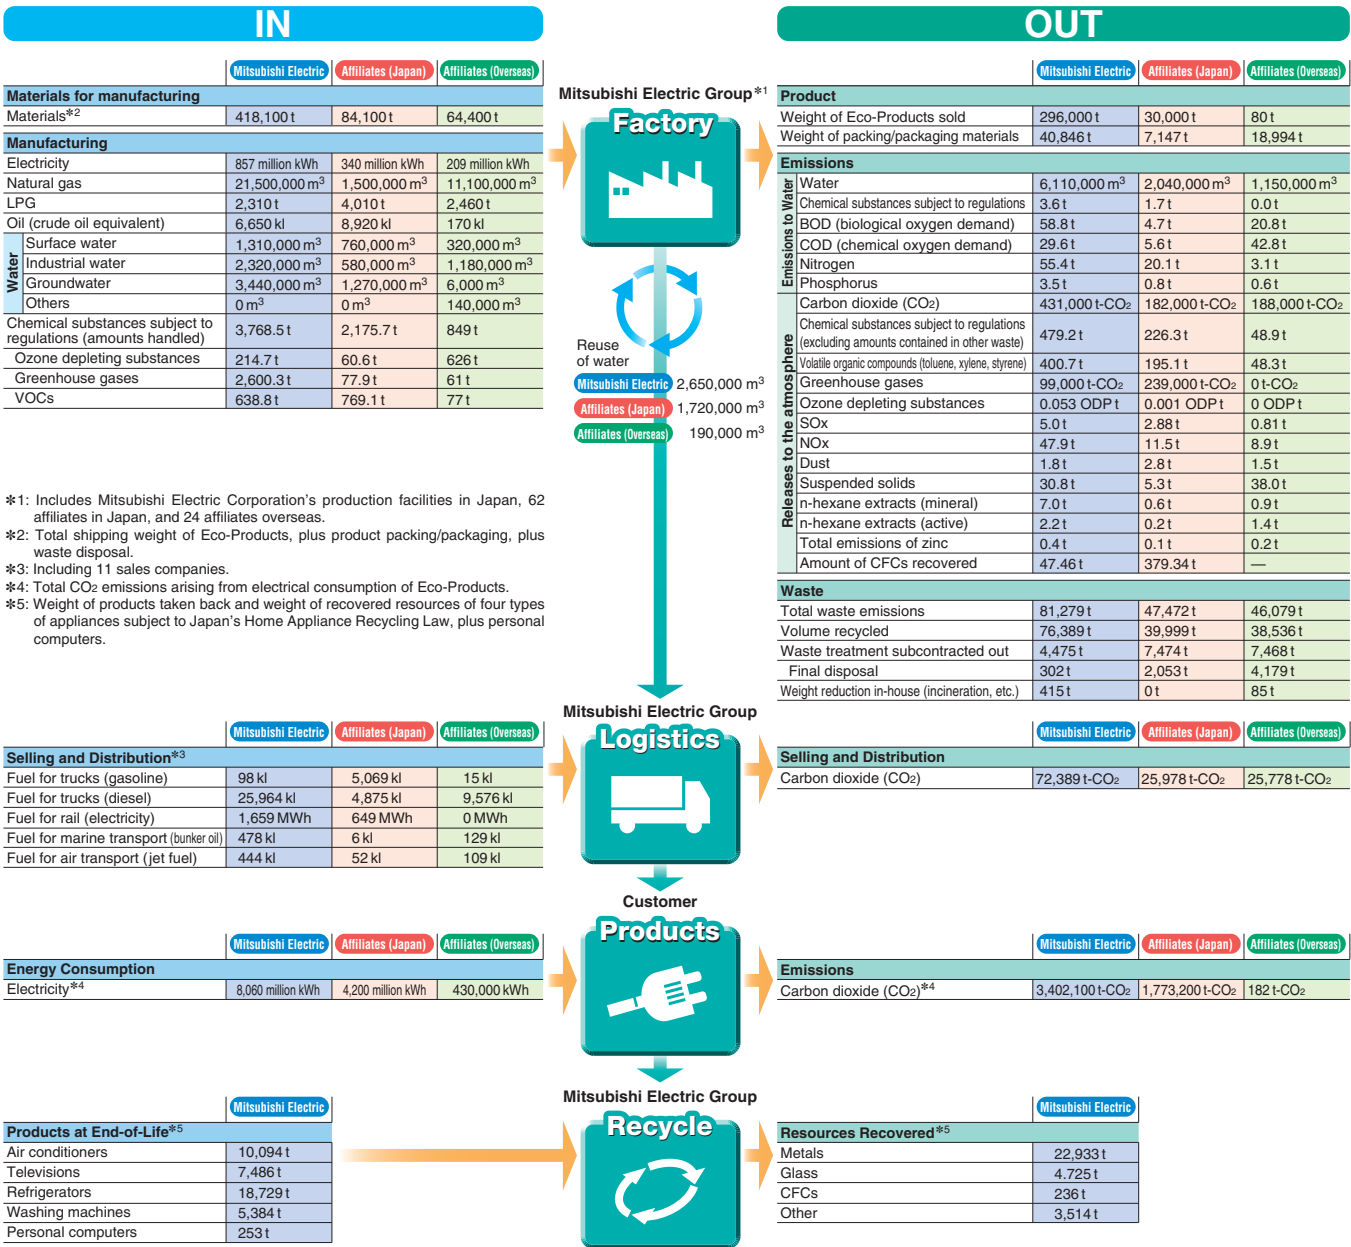 IN
Mitsubishi Electric Affiliates (Japan) Affiliates (Overseas)
Materials for manufacturing
Materials*2 418,100 t 84,100 t 64,400 t
Manufacturing
Electricity 857 million kWh 340 million kWh 209 million kWh
Natural gas 21,500,000 m3 1,500,000 m3 11,100,000 m3
LPG 2,310 t 4,010 t 2,460 t
Oil (crude oil equivalent) 6,650 kl 8,920 kl 170 kl
Water
Surface water 1,310,000 m3 760,000 m3 320,000 m3
Industrial water 2,320,000 m3 580,000 m3 1,180,000 m3
Groundwater 3,440,000 m3 1,270,000 m3 6,000 m3
Others 0 m3 0 m3 140,000 m3
Chemical substances subject to
regulations (amounts handled) 3,768.5 t 2,175.7 t 849 t
Ozone depleting substances 214.7 t 60.6 t 626 t
Greenhouse gases 2,600.3 t 77.9 t 61 t
VOCs 638.8 t 769.1 t 77 t
*1: Includes Mitsubishi Electric Corporation's production facilities in Japan, 62
affiliates in Japan, and 24 affiliates overseas.
*2: Total shipping weight of Eco-Products, plus product packing/packaging, plus
waste disposal.
*3: Including 11 sales companies.
*4: Total CO2 emissions arising from electrical consumption of Eco-Products.
*5: Weight of products taken back and weight of recovered resources of four types
of appliances subject to Japan's Home Appliance Recycling Law, plus personal
computers.
Mitsubishi Electric Group*1
Factory
Reuse
of water
Mitsubishi Electric 2,650,000 m3
Affiliates (Japan) 1,720,000 m3
Affiliates (Overseas) 190,000 m3
OUT
Mitsubishi Electric Affiliates (Japan) Affiliates (Overseas)
Product
Weight of Eco-Products sold 296,000 t 30,000 t 80 t
Weight of packing/packaging materials 40,846 t 7,147 t 18,994 t
Emissions
Emissions to Water
Water 6,110,000 m3 2,040,000 m3 1,150,000 m3
Chemical substances subject to regulations 3.6 t 1.7 t 0.0 t
BOD (biological oxygen demand) 58.8 t 4.7 t 20.8 t
COD (chemical oxygen demand) 29.6 t 5.6 t 42.8 t
Nitrogen 55.4 t 20.1 t 3.1 t
Phosphorus 3.5 t 0.8 t 0.6 t
Releases to the atmosphere
Carbon dioxide (CO2) 431,000 t-CO2 182,000 t-CO2 188,000 t-CO2
Chemical substances subject to regulations
(excluding amounts contained in other waste) 479.2 t 226.3 t 48.9 t
Volatile organic compounds (toluene, xylene, styrene) 400.7 t 195.1 t 48.3 t
Greenhouse gases 99,000 t-CO2 239,000 t-CO2 0 t-CO2
Ozone depleting substances 0.053 ODP t 0.001 ODP t 0 ODP t
SOx 5.0 t 2.88 t 0.81 t
NOx 47.9 t 11.5 t 8.9 t
Dust 1.8 t 2.8 t 1.5 t
Suspended solids 30.8 t 5.3 t 38.0 t
n-hexane extracts (mineral) 7.0 t 0.6 t 0.9 t
n-hexane extracts (active) 2.2 t 0.2 t 1.4 t
Total emissions of zinc 0.4 t 0.1 t 0.2 t
Amount of CFCs recovered 47.46 t 379.34 t —
Waste
Total waste emissions 81,279 t 47,472 t 46,079 t
Volume recycled 76,389 t 39,999 t 38,536 t
Waste treatment subcontracted out 4,475 t 7,474 t 7,468 t
Final disposal 302 t 2,053 t 4,179 t
Weight reduction in-house (incineration, etc.) 415 t 0 t 85 t
Mitsubishi Electric Affiliates (Japan) Affiliates (Overseas)
Selling and Distribution*3
Fuel for trucks (gasoline) 98 kl 5,069 kl 15 kl
Fuel for trucks (diesel) 25,964 kl 4,875 kl 9,576 kl
Fuel for rail (electricity) 1,659 MWh 649 MWh 0 MWh
Fuel for marine transport (bunker oil) 478 kl 6 kl 129 kl
Fuel for air transport (jet fuel) 444 kl 52 kl 109 kl
Mitsubishi Electric Group
Logistics
Mitsubishi Electric Affiliates (Japan) Affiliates (Overseas)
Selling and Distribution
Carbon dioxide (CO2) 72,389 t-CO2 25,978 t-CO2 25,778 t-CO2
Mitsubishi Electric Affiliates (Japan) Affiliates (Overseas)
Energy Consumption
Electricity*4 8,060 million kWh 4,200 million kWh 430,000 kWh
Customer
Products
Mitsubishi Electric Affiliates (Japan) Affiliates (Overseas)
Emissions
Carbon dioxide (CO2)*4 3,402,100 t-CO2 1,773,200 t-CO2 182 t-CO2
Mitsubishi Electric
Products at End-of-Life*5
Air conditioners 10,094 t
Televisions 7,486 t
Refrigerators 18,729 t
Washing machines 5,384 t
Personal computers 253 t
Mitsubishi Electric Group
Recycle
Mitsubishi Electric
Resources Recovered*5
Metals 22,933 t
Glass 4.725 t
CFCs 236 t
Other 3,514 t